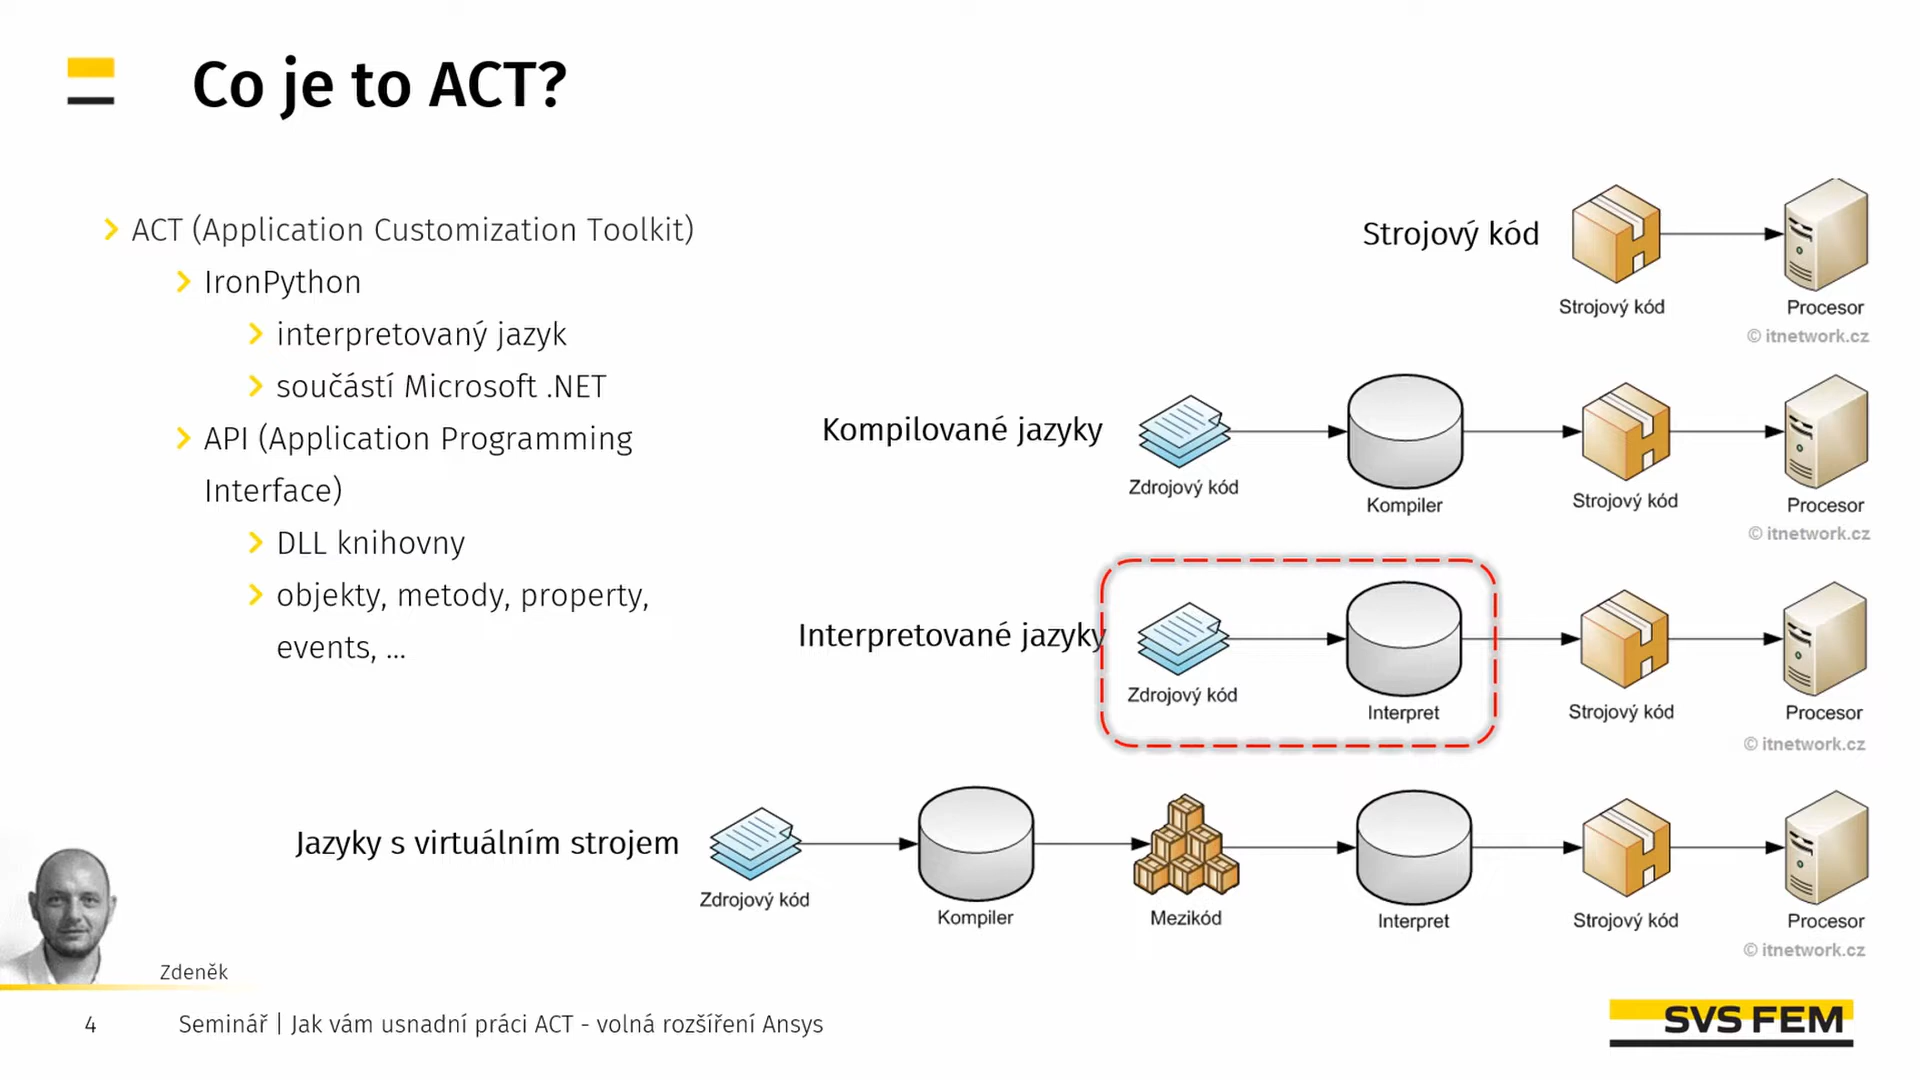 Co je to ACT?
ACT (Application Customization Toolkit)
IronPython
interpretovaný jazyk
součástí Microsoft .NET
API (Application Programming
Interface)
DLL knihovny
objekty, metody, property,
events, ...
Strojový kód
Strojový kód
Procesor
© itnetwork.cz
Kompilované jazyky
Zdrojový kód
Kompiler
Strojový kód
Procesor
© itnetwork.cz
Interpretované jazyky
Zdrojový kód
Interpret
Strojový kód
Procesor
© itnetwork.cz
Jazyky s virtuálním strojem
Zdrojový kód
Kompiler
Mezikód
Interpret
Strojový kód
Procesor
© itnetwork.cz
Zdeněk
4
Seminář | Jak vám usnadní práci ACT - volná rozšíření Ansys
SVS FEM